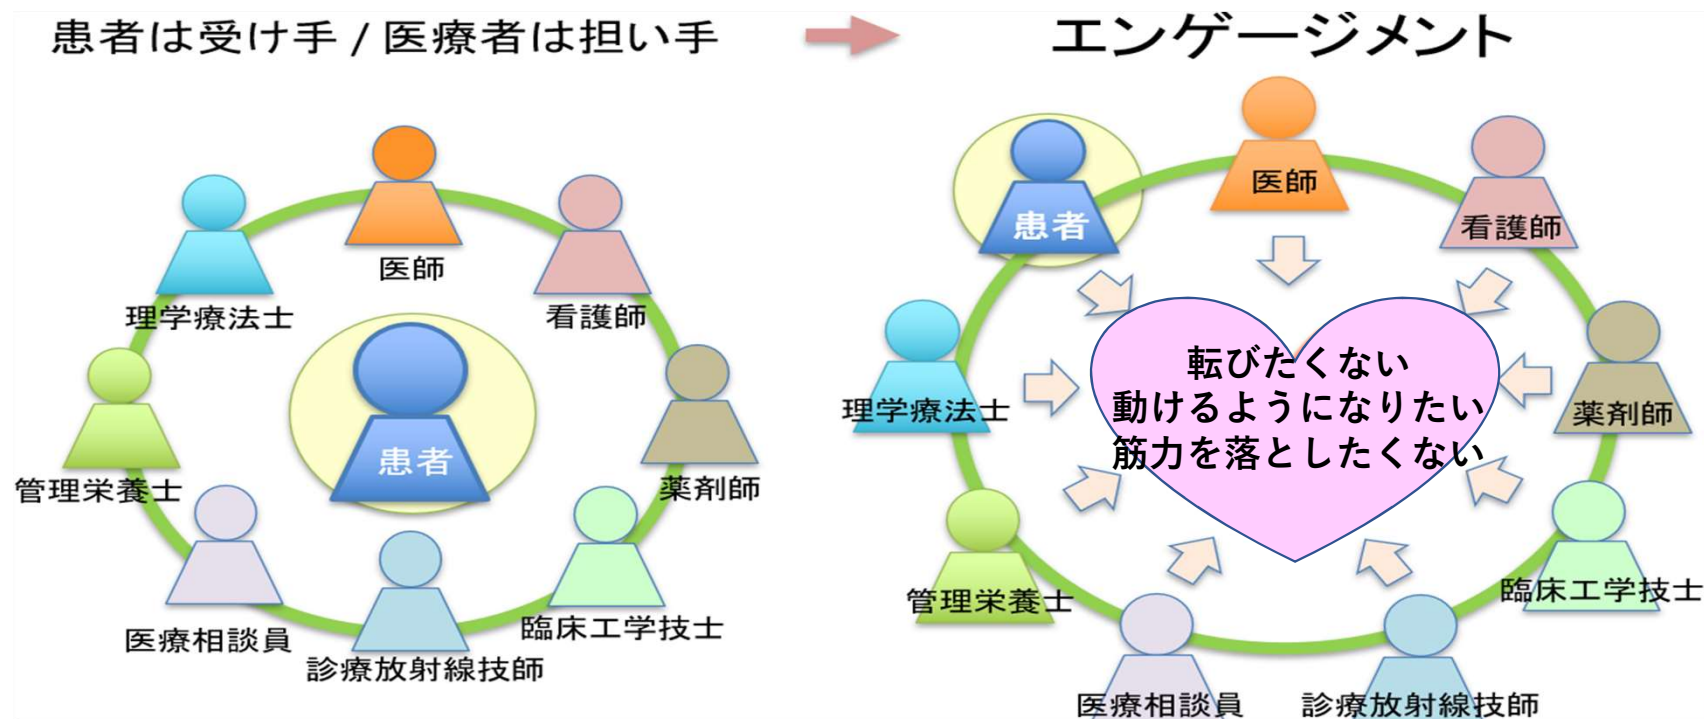 患者は受け手 / 医療者は担い手
医師
理学療法士
看護師
管理栄養士
患者
薬剤師
医療相談員
臨床工学技士
診療放射線技師
エンゲージメント
医師
患者
看護師
理学療法士
転びたくない
動けるようになりたい
筋力を落としたくない
薬剤師
管理栄養士
臨床工学技士
医療相談員
診療放射線技師